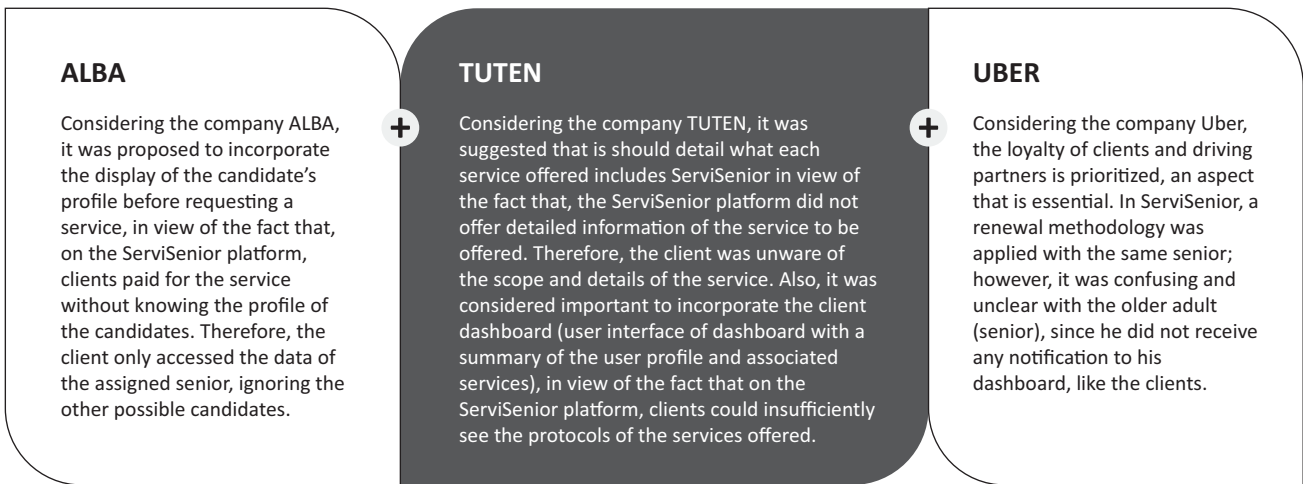 ALBA
Considering the company ALBA,
it was proposed to incorporate
the display of the candidate’s
profile before requesting a
service, in view of the fact that,
on the ServiSenior platform,
clients paid for the service
without knowing the profile of
the candidates. Therefore, the
client only accessed the data of
the assigned senior, ignoring the
other possible candidates.
+
TUTEN
Considering the company TUTEN, it was
suggested that is should detail what each
service offered includes ServiSenior in view of
the fact that, the ServiSenior platform did not
offer detailed information of the service to be
offered. Therefore, the client was unware of
the scope and details of the service. Also, it was
considered important to incorporate the client
dashboard (user interface of dashboard with a
summary of the user profile and associated
services), in view of the fact that on the
ServiSenior platform, clients could insufficiently
see the protocols of the services offered.
+
UBER
Considering the company Uber,
the loyalty of clients and driving
partners is prioritized, an aspect
that is essential. In ServiSenior, a
renewal methodology was
applied with the same senior;
however, it was confusing and
unclear with the older adult
(senior), since he did not receive
any notification to his
dashboard, like the clients.